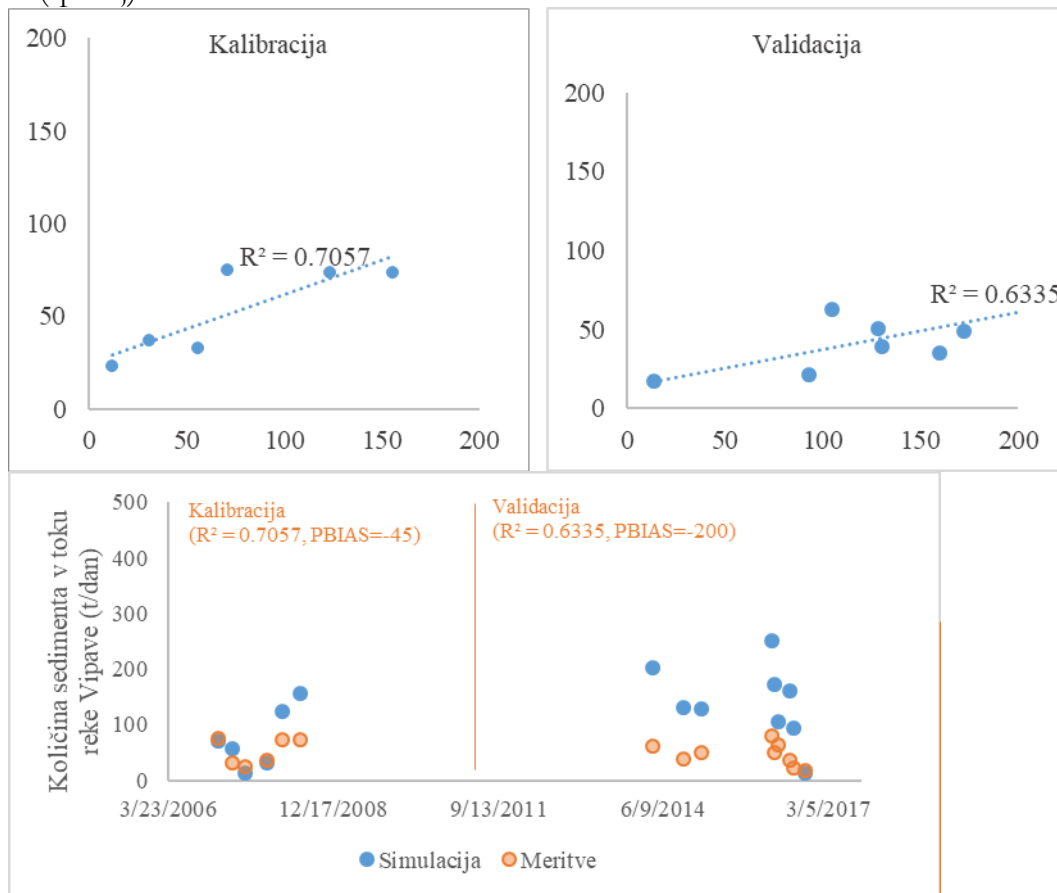 Kalibracija
200
150
100
50
0
R² = 0.7057
0 50 100 150 200
Validacija
200
150
100
50
0
R² = 0.6335
0 50 100 150 200
Količina sedimenta v toku
reke Vipave (t/dan)
500
400
300
200
100
0
Kalibracija
(R² = 0.7057, PBIAS=-45)
Validacija
(R² = 0.6335, PBIAS=-200)
3/23/2006 12/17/2008 9/13/2011 6/9/2014 3/5/2017
Simulacija Meritve